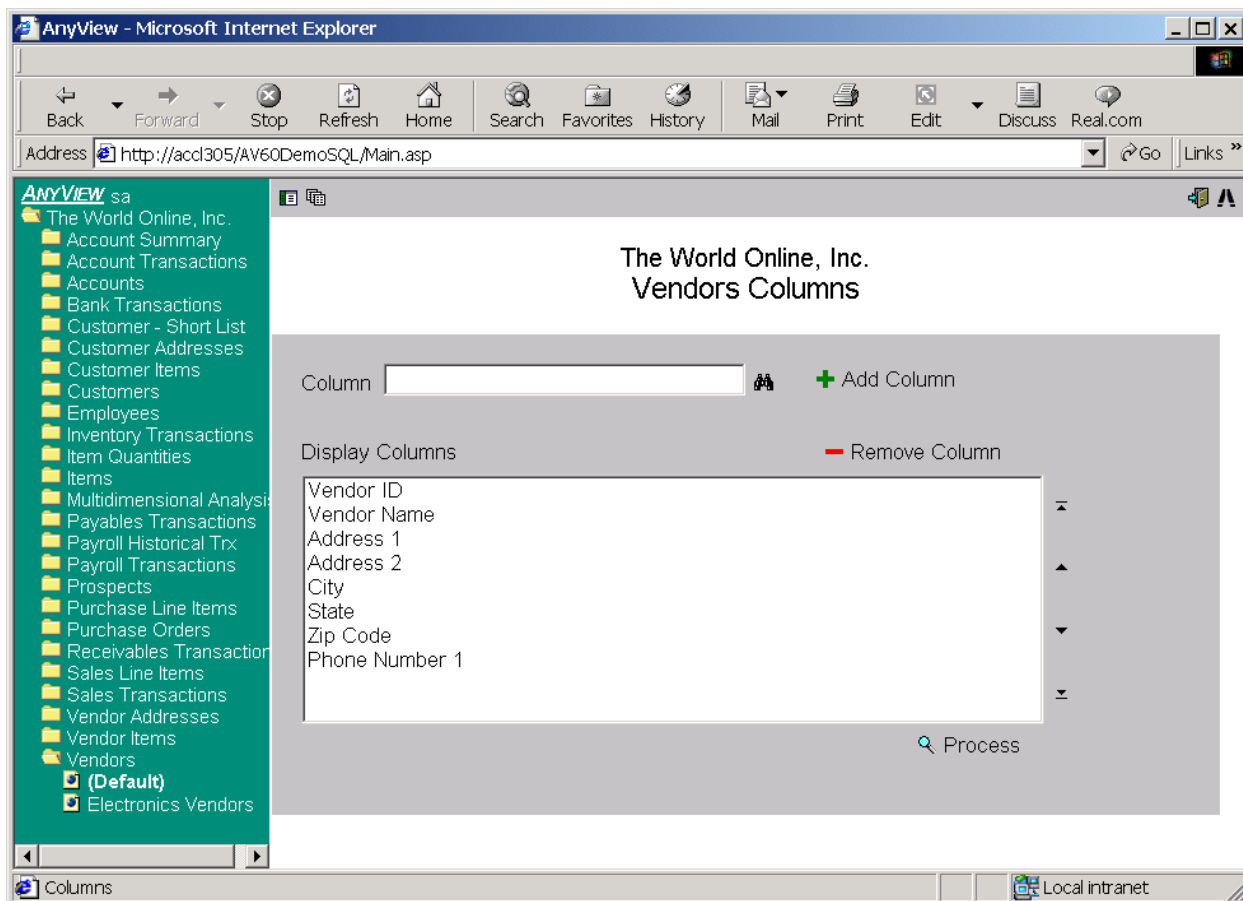 AnyView - Microsoft Internet Explorer
Back Forward Stop Refresh Home Search Favorites History Mail Print Edit Discuss Real.com
Address http://accl305/AV60DemoSQL/Main.asp Go Links »
ANYVIEW sa
The World Online, Inc.
Account Summary
Account Transactions
Accounts
Bank Transactions
Customer - Short List
Customer Addresses
Customer Items
Customers
Employees
Inventory Transactions
Item Quantities
Items
Multidimensional Analysis
Payables Transactions
Payroll Historical Trx
Payroll Transactions
Prospects
Purchase Line Items
Purchase Orders
Receivables Transaction
Sales Line Items
Sales Transactions
Vendor Addresses
Vendor Items
Vendors
(Default)
Electronics Vendors
The World Online, Inc.
Vendors Columns
Column Add Column
Display Columns Remove Column
Vendor ID
Vendor Name
Address 1
Address 2
City
State
Zip Code
Phone Number 1
Process
Columns Local intranet